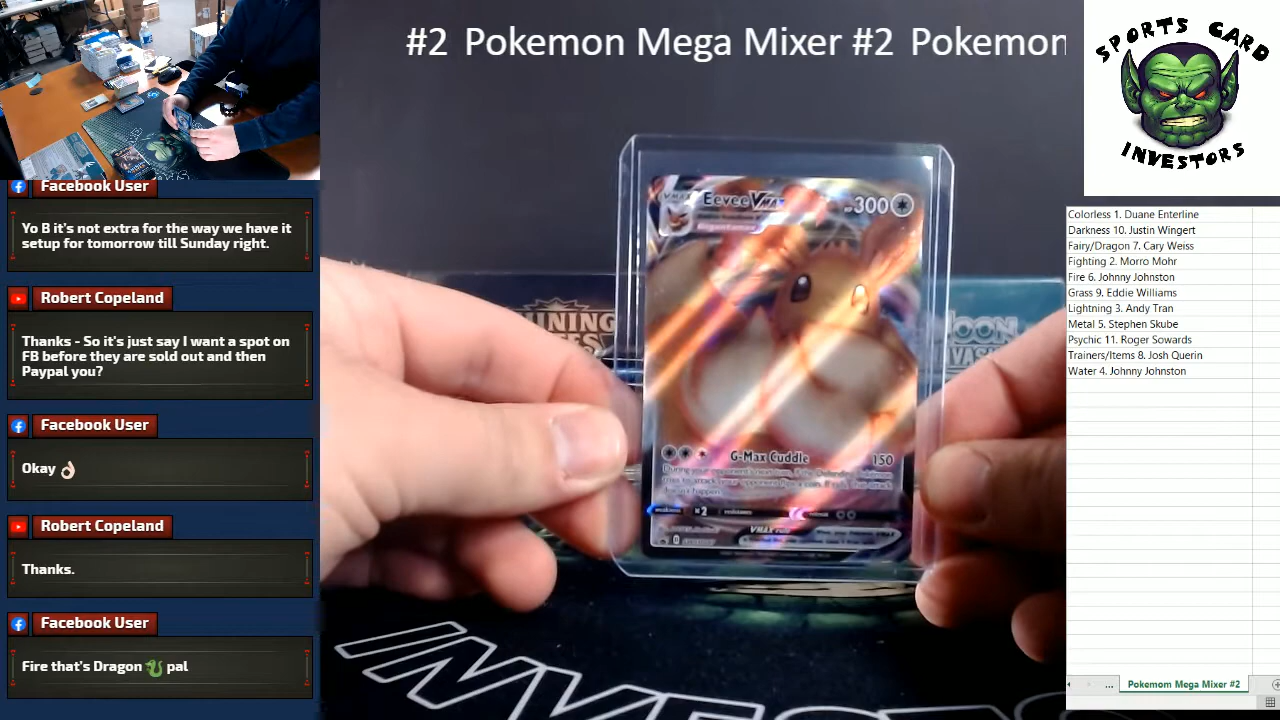 #2 Pokemon Mega Mixer #2 Pokemon
SPORTS CARD
INVESTORS
Facebook User
Yo B it's not extra for the way we have it
setup for tomorrow till Sunday right.
Robert Copeland
Thanks - So it's just say I want a spot on
FB before they are sold out and then
Paypal you?
Facebook User
Okay 👌🏻
Robert Copeland
Thanks.
Facebook User
Fire that's Dragon 🐉 pal
Eevee VMAX
300
G-Max Cuddle 150
VMAX rule
INVES
Colorless 1. Duane Enterline
Darkness 10. Justin Wingert
Fairy/Dragon 7. Cary Weiss
Fighting 2. Morro Mohr
Fire 6. Johnny Johnston
Grass 9. Eddie Williams
Lightning 3. Andy Tran
Metal 5. Stephen Skube
Psychic 11. Roger Sowards
Trainers/Items 8. Josh Querin
Water 4. Johnny Johnston
... Pokemom Mega Mixer #2